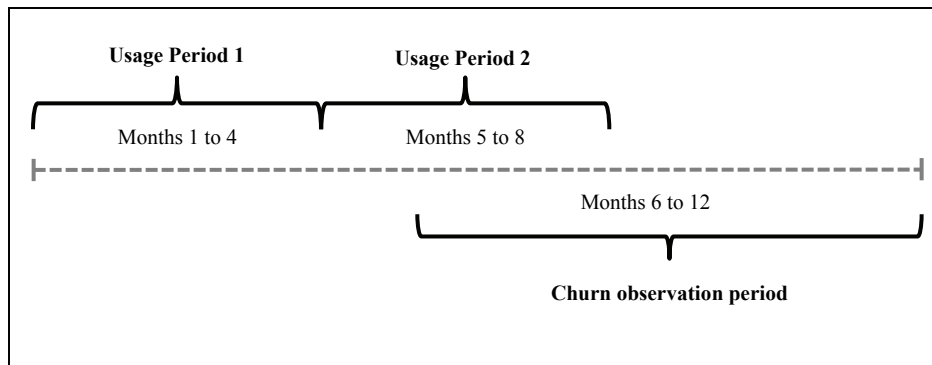 Usage Period 1
Usage Period 2
Months 1 to 4
Months 5 to 8
Months 6 to 12
Churn observation period